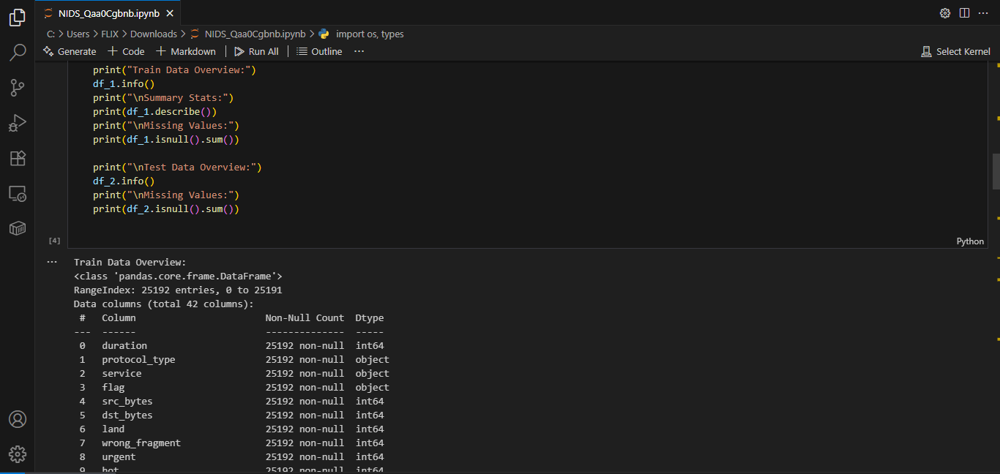 NIDS_Qaa0Cgbnb.ipynb
C: > Users > FLIX > Downloads > NIDS_Qaa0Cgbnb.ipynb > import os, types
Generate + Code + Markdown | Run All | Outline ... Select Kernel
print("Train Data Overview:")
df_1.info()
print("\nSummary Stats:")
print(df_1.describe())
print("\nMissing Values:")
print(df_1.isnull().sum())
print("\nTest Data Overview:")
df_2.info()
print("\nMissing Values:")
print(df_2.isnull().sum())
[4] Python
... Train Data Overview:
<class 'pandas.core.frame.DataFrame'>
RangeIndex: 25192 entries, 0 to 25191
Data columns (total 42 columns):
 #   Column                       Non-Null Count  Dtype
---  ------                       --------------  -----
 0   duration                     25192 non-null  int64
 1   protocol_type                25192 non-null  object
 2   service                      25192 non-null  object
 3   flag                         25192 non-null  object
 4   src_bytes                    25192 non-null  int64
 5   dst_bytes                    25192 non-null  int64
 6   land                         25192 non-null  int64
 7   wrong_fragment               25192 non-null  int64
 8   urgent                       25192 non-null  int64
 9   hot                          25192 non-null  int64